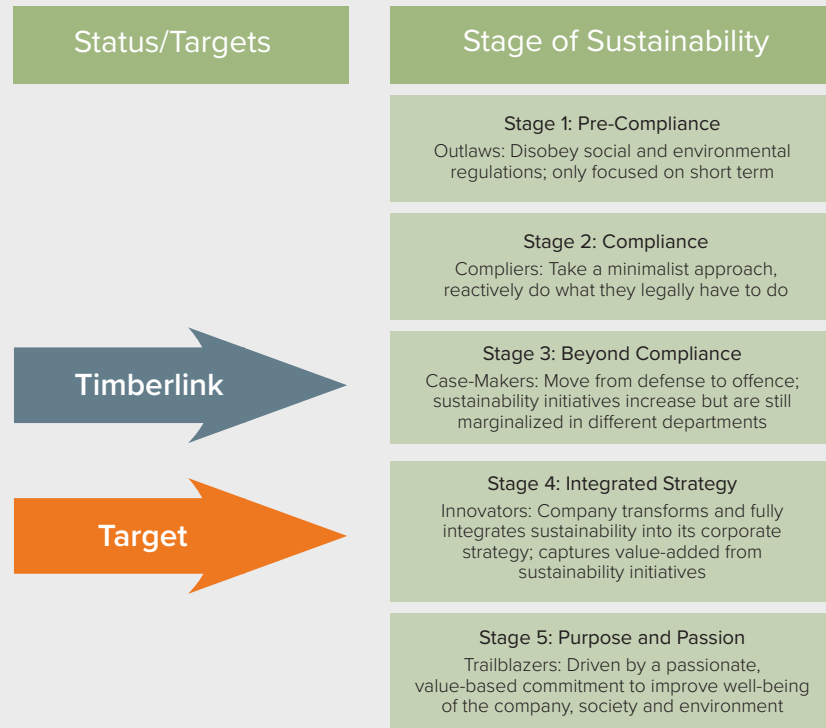 Status/Targets
Stage of Sustainability
Stage 1: Pre-Compliance
Outlaws: Disobey social and environmental
regulations; only focused on short term
Stage 2: Compliance
Compliers: Take a minimalist approach,
reactively do what they legally have to do
Timberlink
Stage 3: Beyond Compliance
Case-Makers: Move from defense to offence;
sustainability initiatives increase but are still
marginalized in different departments
Target
Stage 4: Integrated Strategy
Innovators: Company transforms and fully
integrates sustainability into its corporate
strategy; captures value-added from
sustainability initiatives
Stage 5: Purpose and Passion
Trailblazers: Driven by a passionate,
value-based commitment to improve well-being
of the company, society and environment